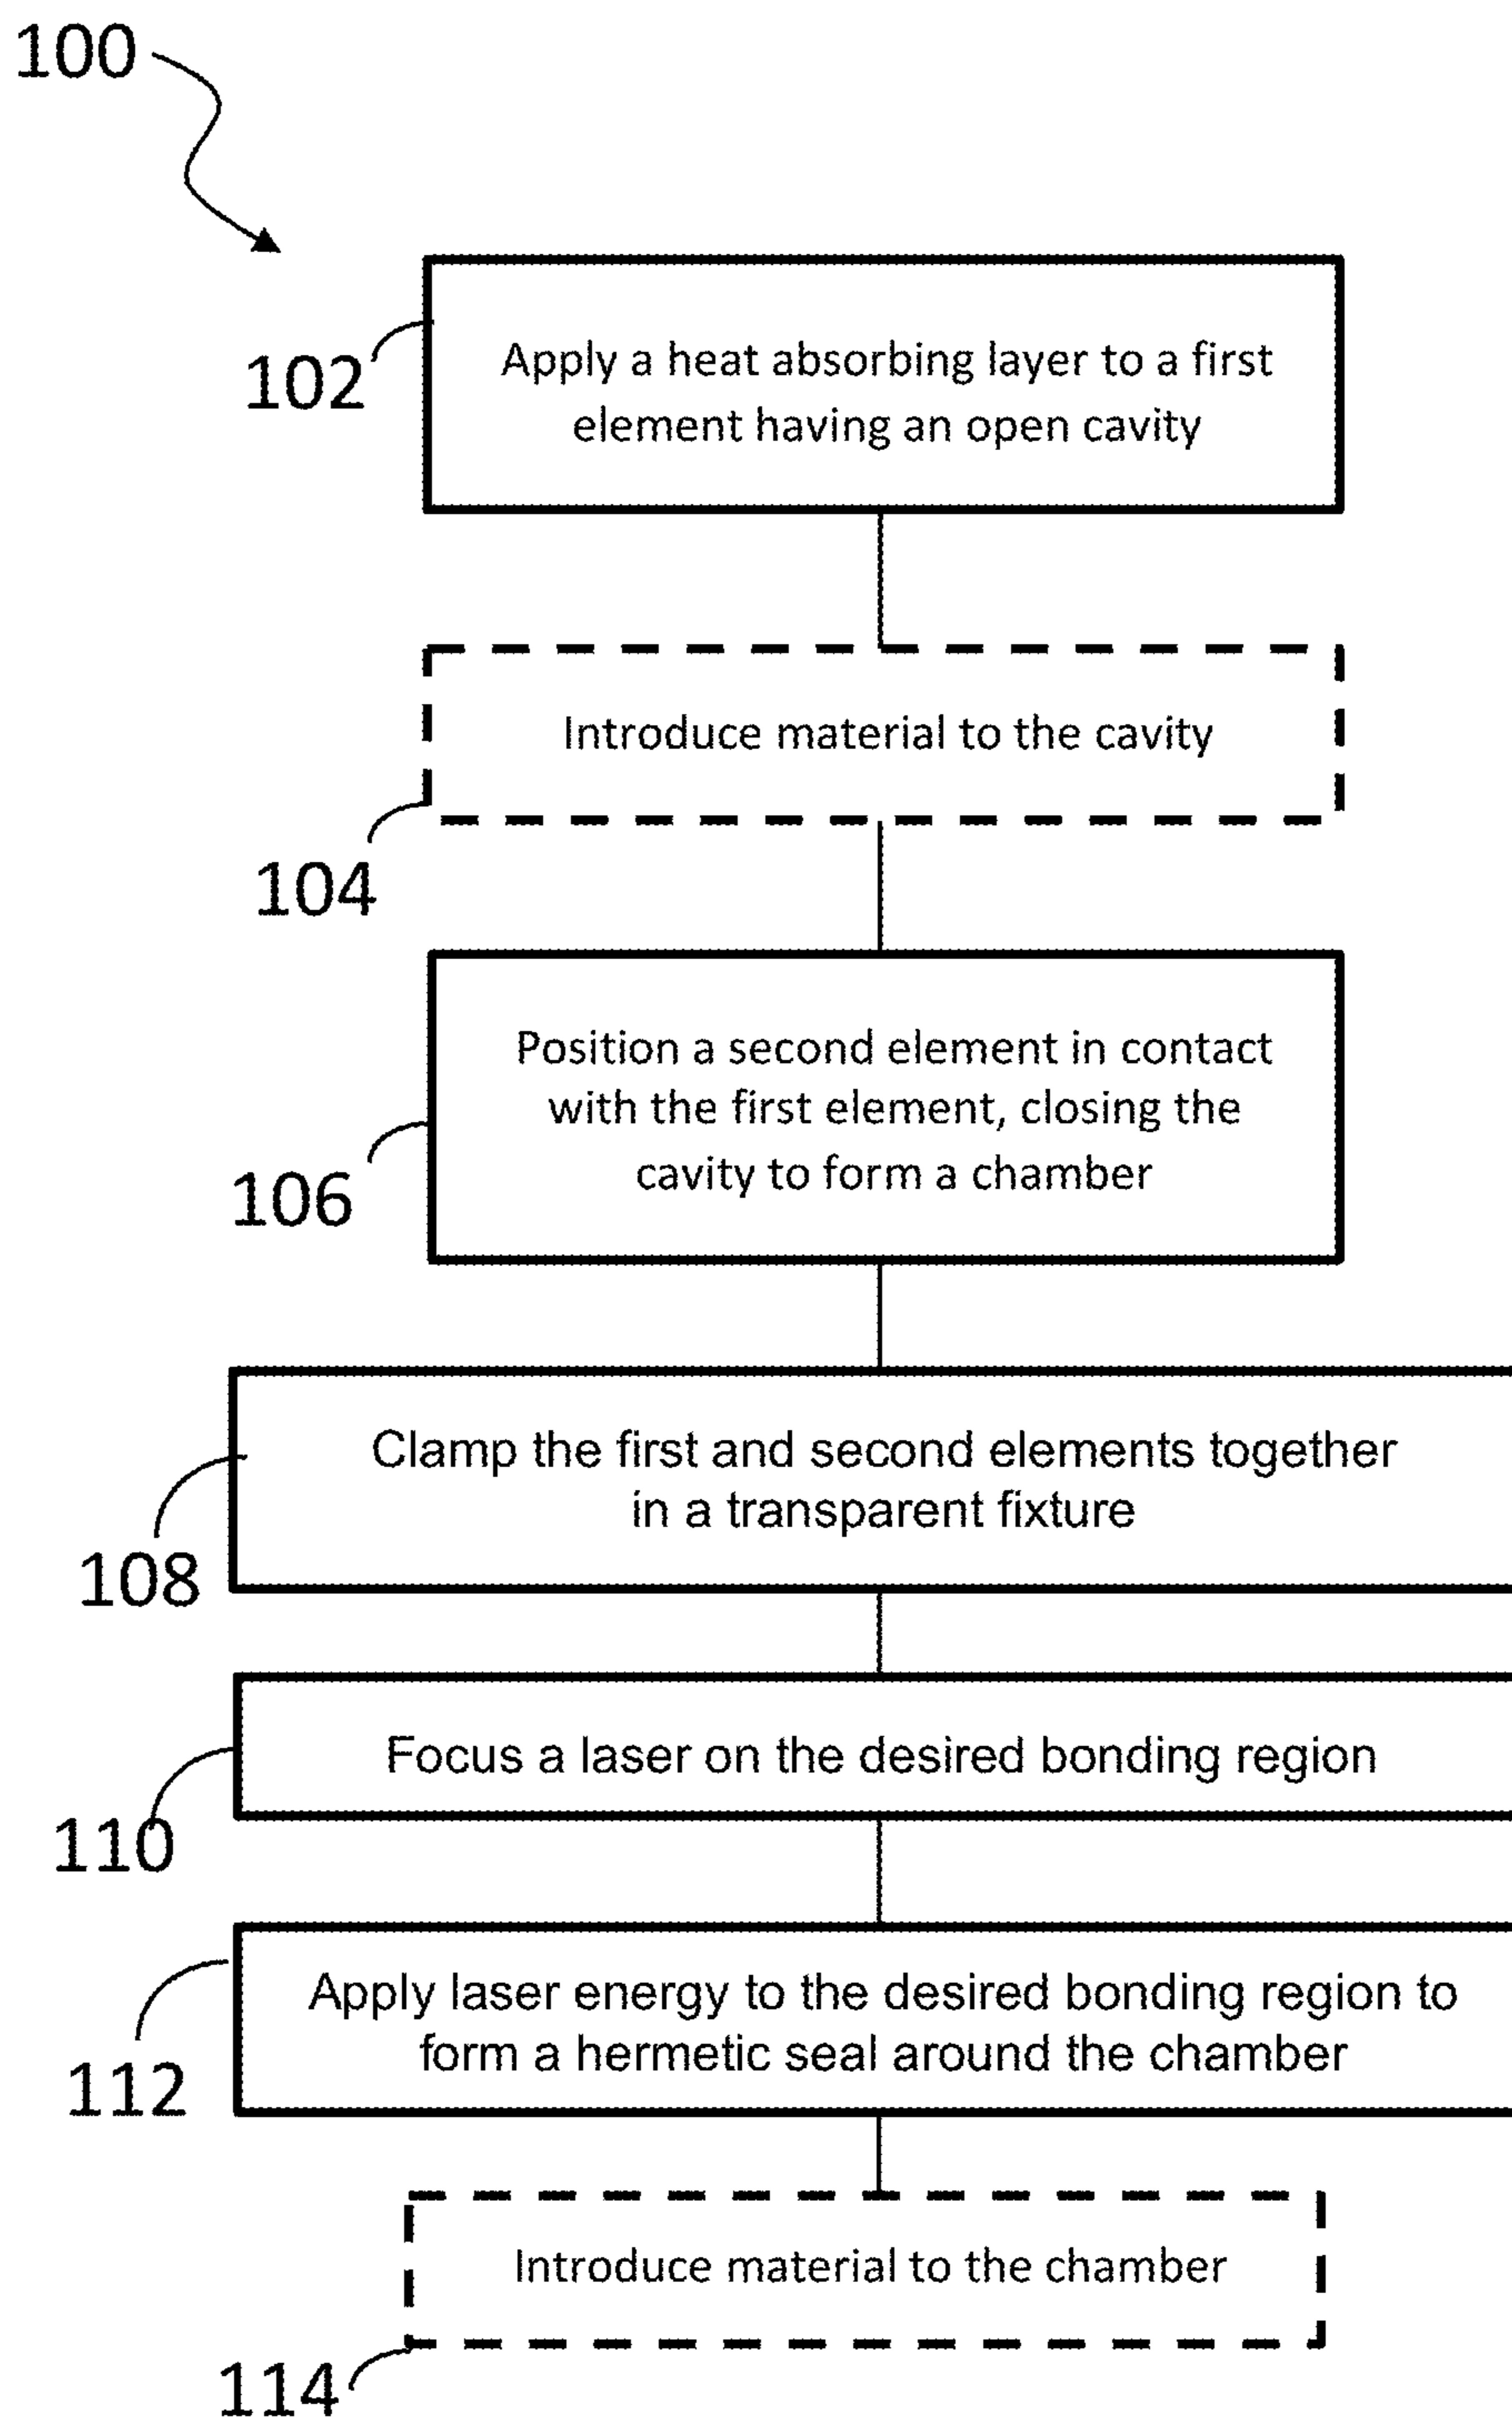 100
102
Apply a heat absorbing layer to a first
element having an open cavity
Introduce material to the cavity
104
Position a second element in contact
with the first element, closing the
cavity to form a chamber
106
Clamp the first and second elements together
in a transparent fixture
108
Focus a laser on the desired bonding region
110
Apply laser energy to the desired bonding region to
form a hermetic seal around the chamber
112
Introduce material to the chamber
114